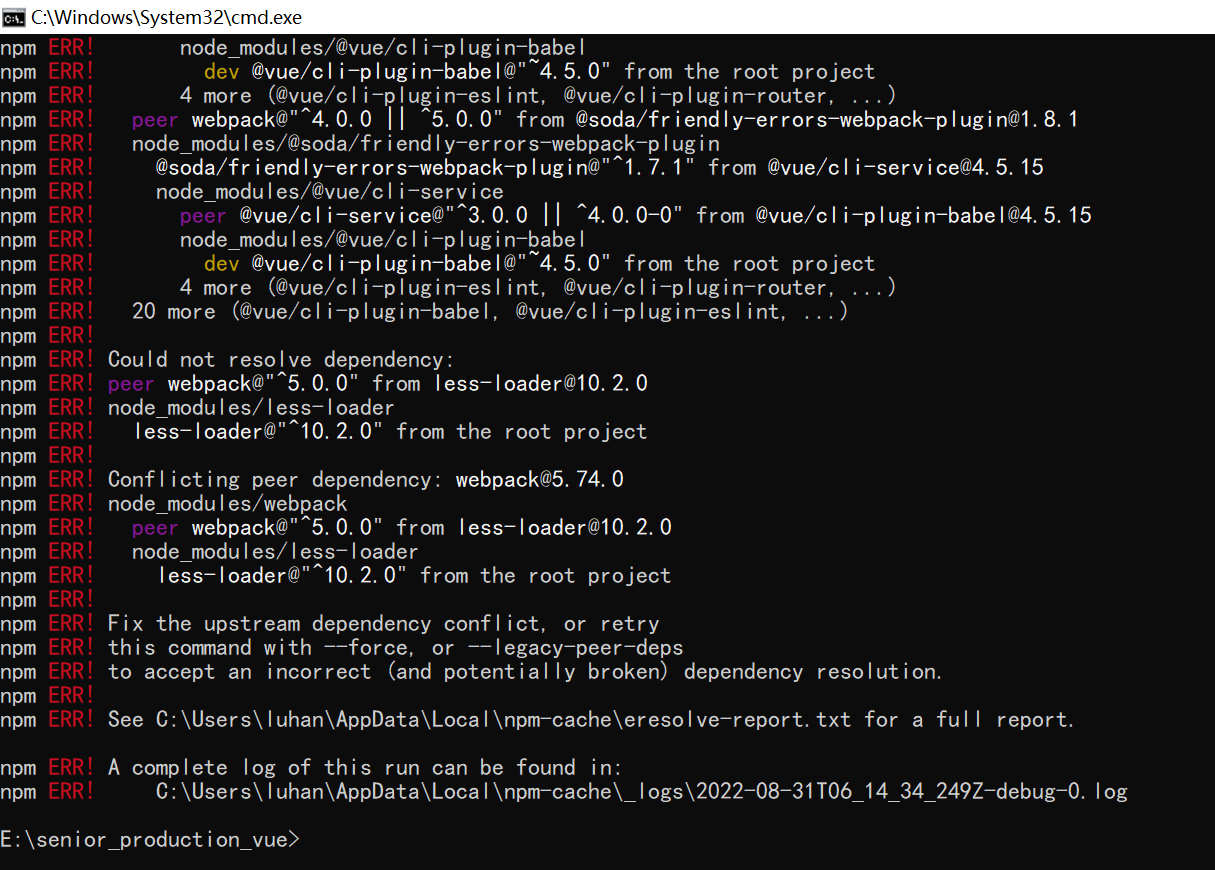 C:\Windows\System32\cmd.exe
npm ERR!       node_modules/@vue/cli-plugin-babel
npm ERR!         dev @vue/cli-plugin-babel@"~4.5.0" from the root project
npm ERR!       4 more (@vue/cli-plugin-eslint, @vue/cli-plugin-router, ...)
npm ERR!   peer webpack@"^4.0.0 || ^5.0.0" from @soda/friendly-errors-webpack-plugin@1.8.1
npm ERR!   node_modules/@soda/friendly-errors-webpack-plugin
npm ERR!     @soda/friendly-errors-webpack-plugin@"^1.7.1" from @vue/cli-service@4.5.15
npm ERR!     node_modules/@vue/cli-service
npm ERR!       peer @vue/cli-service@"^3.0.0 || ^4.0.0-0" from @vue/cli-plugin-babel@4.5.15
npm ERR!       node_modules/@vue/cli-plugin-babel
npm ERR!         dev @vue/cli-plugin-babel@"~4.5.0" from the root project
npm ERR!       4 more (@vue/cli-plugin-eslint, @vue/cli-plugin-router, ...)
npm ERR!   20 more (@vue/cli-plugin-babel, @vue/cli-plugin-eslint, ...)
npm ERR!
npm ERR! Could not resolve dependency:
npm ERR! peer webpack@"^5.0.0" from less-loader@10.2.0
npm ERR! node_modules/less-loader
npm ERR!   less-loader@"^10.2.0" from the root project
npm ERR!
npm ERR! Conflicting peer dependency: webpack@5.74.0
npm ERR! node_modules/webpack
npm ERR!   peer webpack@"^5.0.0" from less-loader@10.2.0
npm ERR!   node_modules/less-loader
npm ERR!     less-loader@"^10.2.0" from the root project
npm ERR!
npm ERR! Fix the upstream dependency conflict, or retry
npm ERR! this command with --force, or --legacy-peer-deps
npm ERR! to accept an incorrect (and potentially broken) dependency resolution.
npm ERR!
npm ERR! See C:\Users\luhan\AppData\Local\npm-cache\eresolve-report.txt for a full report.
npm ERR! A complete log of this run can be found in:
npm ERR!     C:\Users\luhan\AppData\Local\npm-cache\_logs\2022-08-31T06_14_34_249Z-debug-0.log
E:\senior_production_vue>